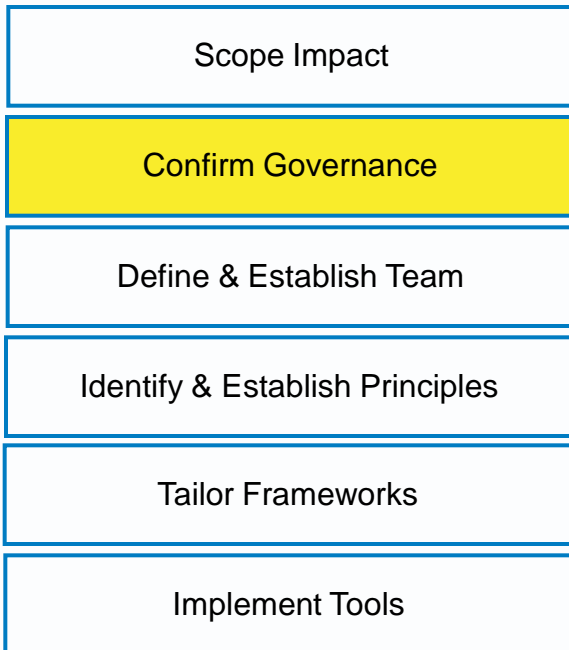 Scope Impact
Confirm Governance
Define & Establish Team
Identify & Establish Principles
Tailor Frameworks
Implement Tools